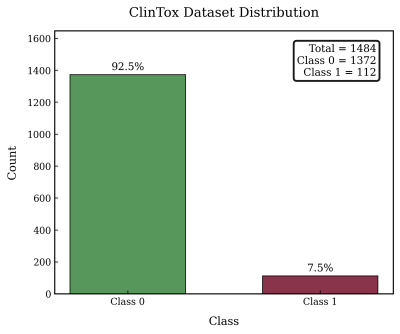 ClinTox Dataset Distribution
Total = 1484
Class 0 = 1372
Class 1 = 112
92.5%
7.5%
Count
1600
1400
1200
1000
800
600
400
200
0
Class 0
Class 1
Class